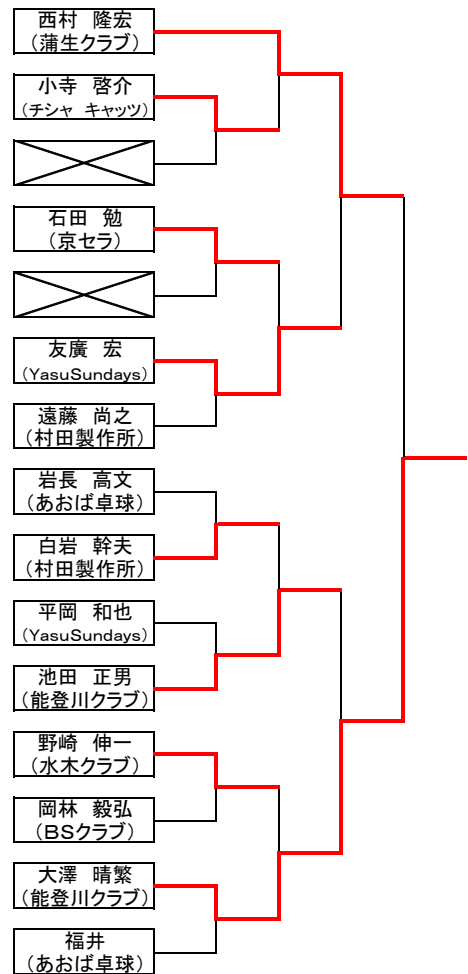 西村 隆宏
(蒲生クラブ)
小寺 啓介
(チシャ キャッツ)
石田 勉
(京セラ)
友廣 宏
(YasuSundays)
遠藤 尚之
(村田製作所)
岩長 高文
(あおば卓球)
白岩 幹夫
(村田製作所)
平岡 和也
(YasuSundays)
池田 正男
(能登川クラブ)
野崎 伸一
(水木クラブ)
岡林 毅弘
(BSクラブ)
大澤 晴繁
(能登川クラブ)
福井
(あおば卓球)